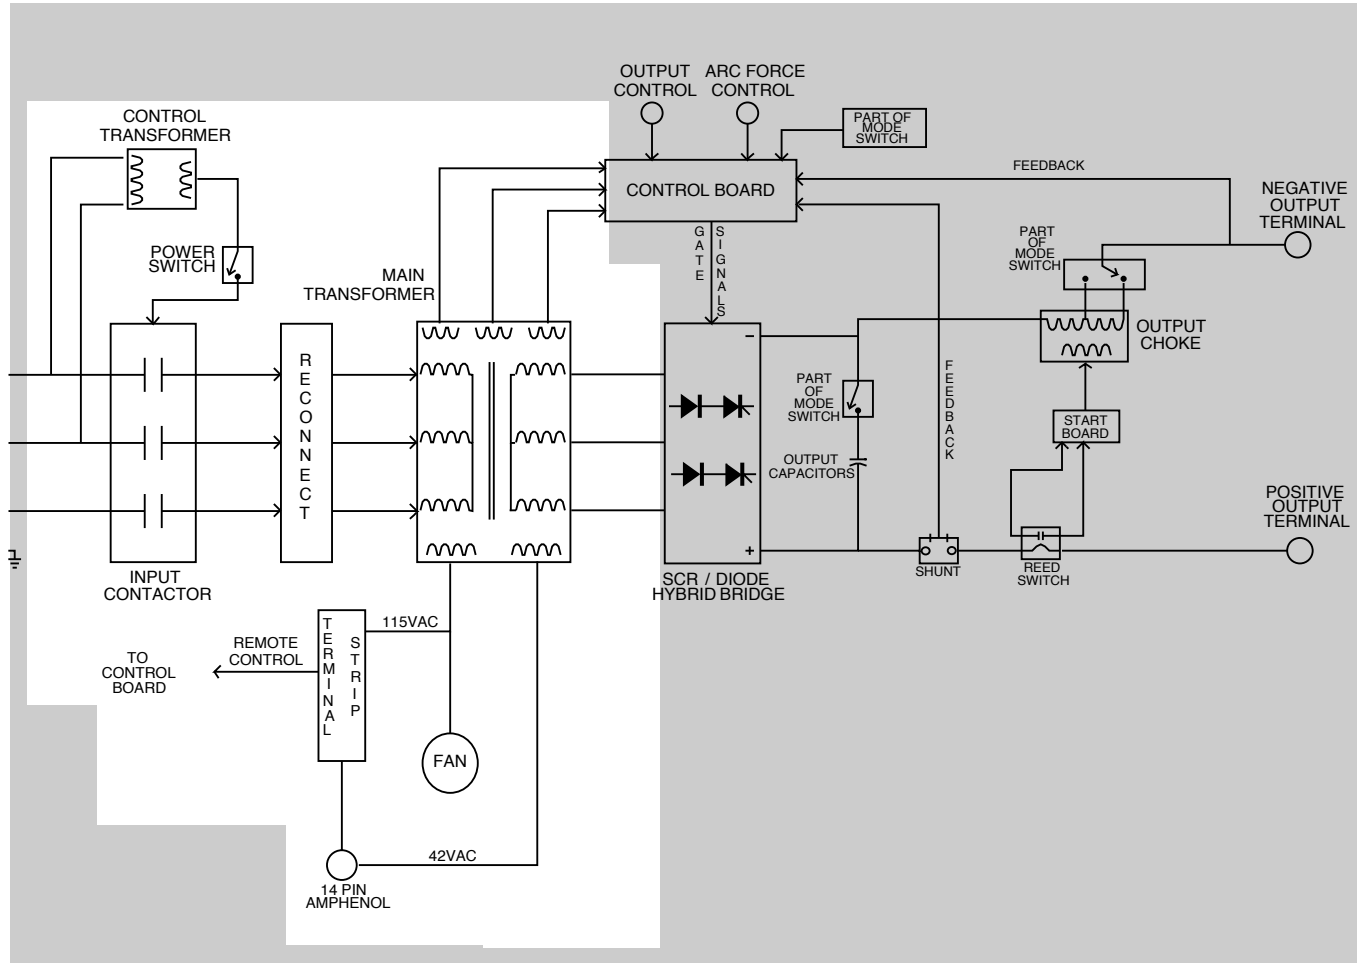 OUTPUT
CONTROL
ARC FORCE
CONTROL
PART OF
MODE
SWITCH
CONTROL
TRANSFORMER
CONTROL BOARD
FEEDBACK
NEGATIVE
OUTPUT
TERMINAL
POWER
SWITCH
MAIN
TRANSFORMER
GATE
SIGNALS
PART
OF
MODE
SWITCH
OUTPUT
CHOKE
RECONNECT
–
PART
OF
MODE
SWITCH
FEEDBACK
START
BOARD
OUTPUT
CAPACITORS
POSITIVE
OUTPUT
TERMINAL
+
INPUT
CONTACTOR
SCR / DIODE
HYBRID BRIDGE
SHUNT
REED
SWITCH
TERMINAL
STRIP
115VAC
REMOTE
CONTROL
TO
CONTROL
BOARD
FAN
42VAC
14 PIN
AMPHENOL